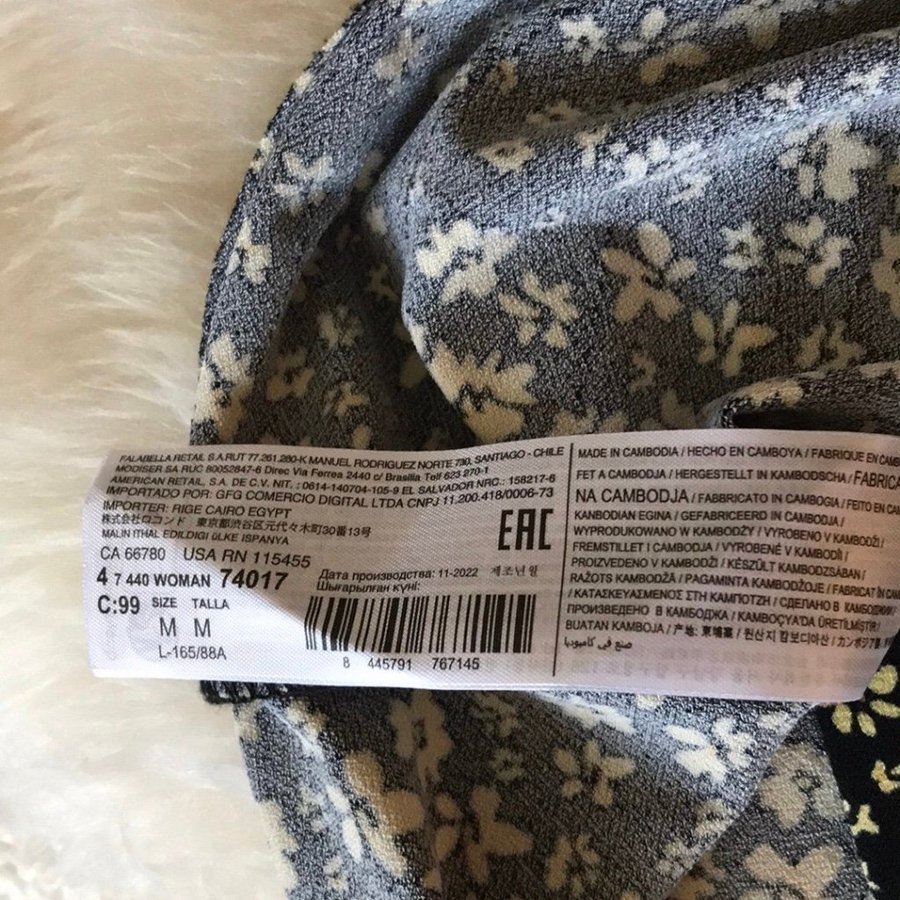 FALABELLA RETAIL S.A.RUT 77.261.280-K MANUEL RODRIGUEZ NORTE 730, SANTIAGO - CHILE
MODISER SA RUC 80052847-6 Direc Via Ferrea 2440 c/ Brasilia Telf 623 270-1
AMERICAN RETAIL, S.A. DE C.V. NIT. : 0614-140704-105-9 EL SALVADOR NRC.: 158217-6
IMPORTADO POR: GFG COMERCIO DIGITAL LTDA CNPJ 11.200.418/0006-73
IMPORTER: RIGE CAIRO EGYPT
株式会社ロコンド 東京都渋谷区元代々木町30番13号
MALIN ITHAL EDILDIGI ÜLKE ISPANYA
EAC
CA 66780 USA RN 115455
4 7 440 WOMAN 74017
Дата производства: 11-2022 제조년월
Шығарылған күні:
C:99 SIZE TALLA
M M
L-165/88A
8 445791 767145
MADE IN CAMBODIA / HECHO EN CAMBOYA / FABRIQUE EN
FET A CAMBODJA / HERGESTELLT IN KAMBODSCHA /
NA CAMBODJA / FABBRICATO IN CAMBOGIA / FEITO EN
KANBODIAN EGINA / GEFABRICEERD IN CAMBODJA /
WYPRODUKOWANO W KAMBODŻY / VYROBENO V KAMBODŽI /
FREMSTILLET I CAMBODJA / VYROBENÉ V KAMBODŽI /
PROIZVEDENO V KAMBODŽI / KÉSZÜLT KAMBODZSÁBAN /
RAŽOTS KAMBODŽĀ / PAGAMINTA KAMBODŽOJE / FABRICAT ÎN
/ ΚΑΤΑΣΚΕΥΑΣΜΕΝΟΣ ΣΤΗ ΚΑΜΠΟΤΖΗ / СДЕЛАНО В КАМБОДЖИ /
ПРОИЗВЕДЕНО В КАМБОДЖА / KAMBOÇYA'DA ÜRETİLMİŞTİR /
BUATAN KAMBOJA / 产地: 柬埔寨 / 원산지 캄보디아산 / カンボジア
صنع في كامبوديا